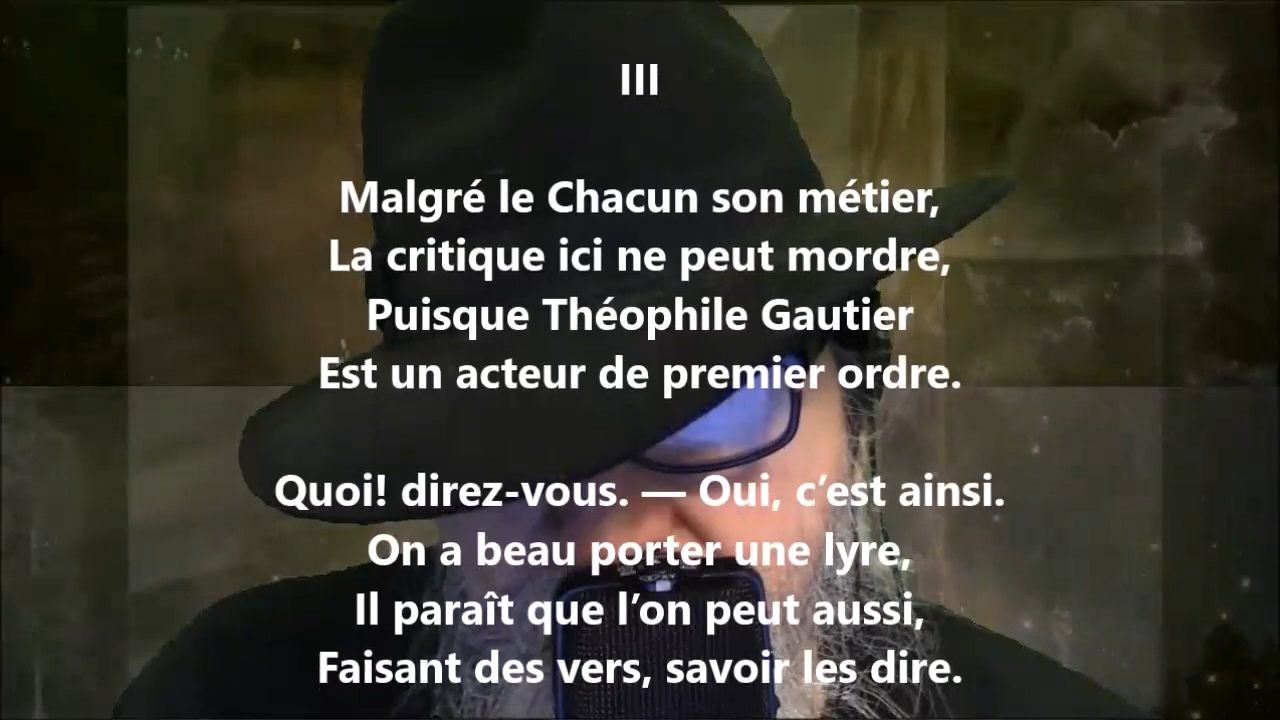 III
Malgré le Chacun son métier,
La critique ici ne peut mordre,
Puisque Théophile Gautier
Est un acteur de premier ordre.
Quoi! direz-vous. — Oui, c’est ainsi.
On a beau porter une lyre,
Il paraît que l’on peut aussi,
Faisant des vers, savoir les dire.